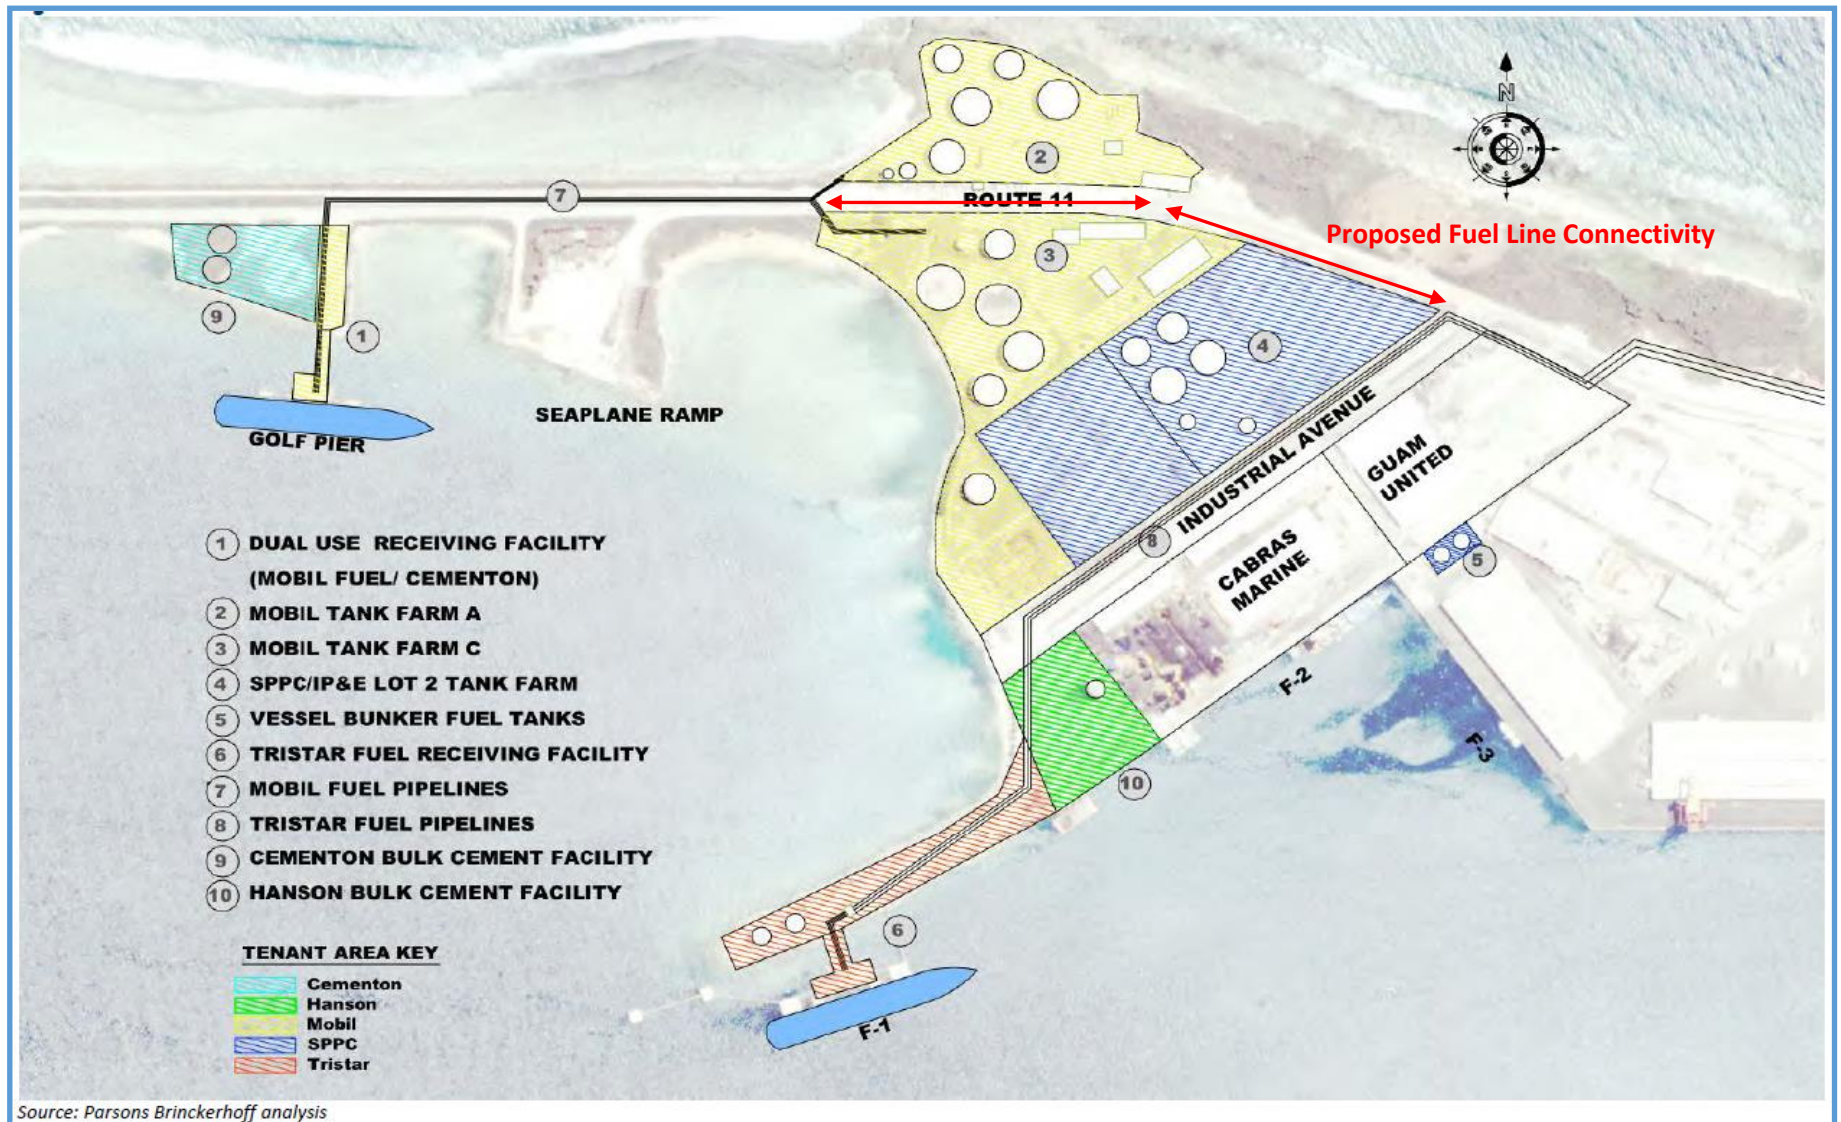 N
2
7
ROUTE 11
Proposed Fuel Line Connectivity
3
9
1
4
SEAPLANE RAMP
GOLF PIER
INDUSTRIAL AVENUE
GUAM
UNITED
8
5
CABRAS
MARINE
F-2
F-3
10
6
F-1
1 DUAL USE RECEIVING FACILITY
(MOBIL FUEL/ CEMENTON)
2 MOBIL TANK FARM A
3 MOBIL TANK FARM C
4 SPPC/IP&E LOT 2 TANK FARM
5 VESSEL BUNKER FUEL TANKS
6 TRISTAR FUEL RECEIVING FACILITY
7 MOBIL FUEL PIPELINES
8 TRISTAR FUEL PIPELINES
9 CEMENTON BULK CEMENT FACILITY
10 HANSON BULK CEMENT FACILITY
TENANT AREA KEY
Cementon
Hanson
Mobil
SPPC
Tristar
Source: Parsons Brinckerhoff analysis